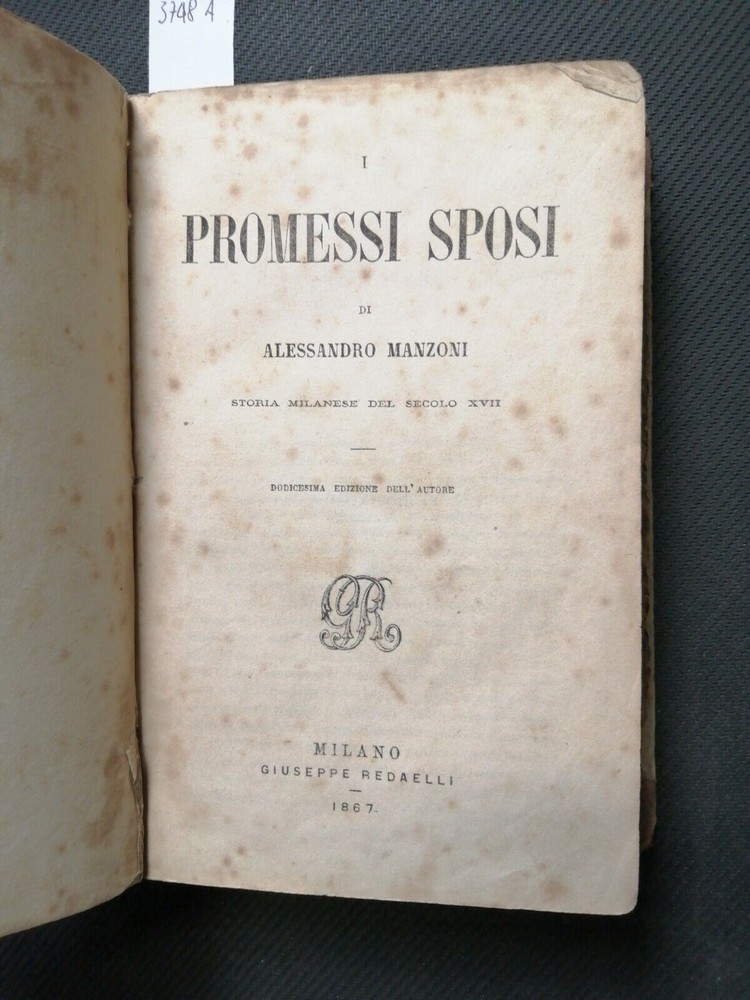 3748 A
I
PROMESSI SPOSI
DI
ALESSANDRO MANZONI
STORIA MILANESE DEL SECOLO XVII
DODICESIMA EDIZIONE DELL' AUTORE
GR
MILANO
GIUSEPPE REDAELLI
1867